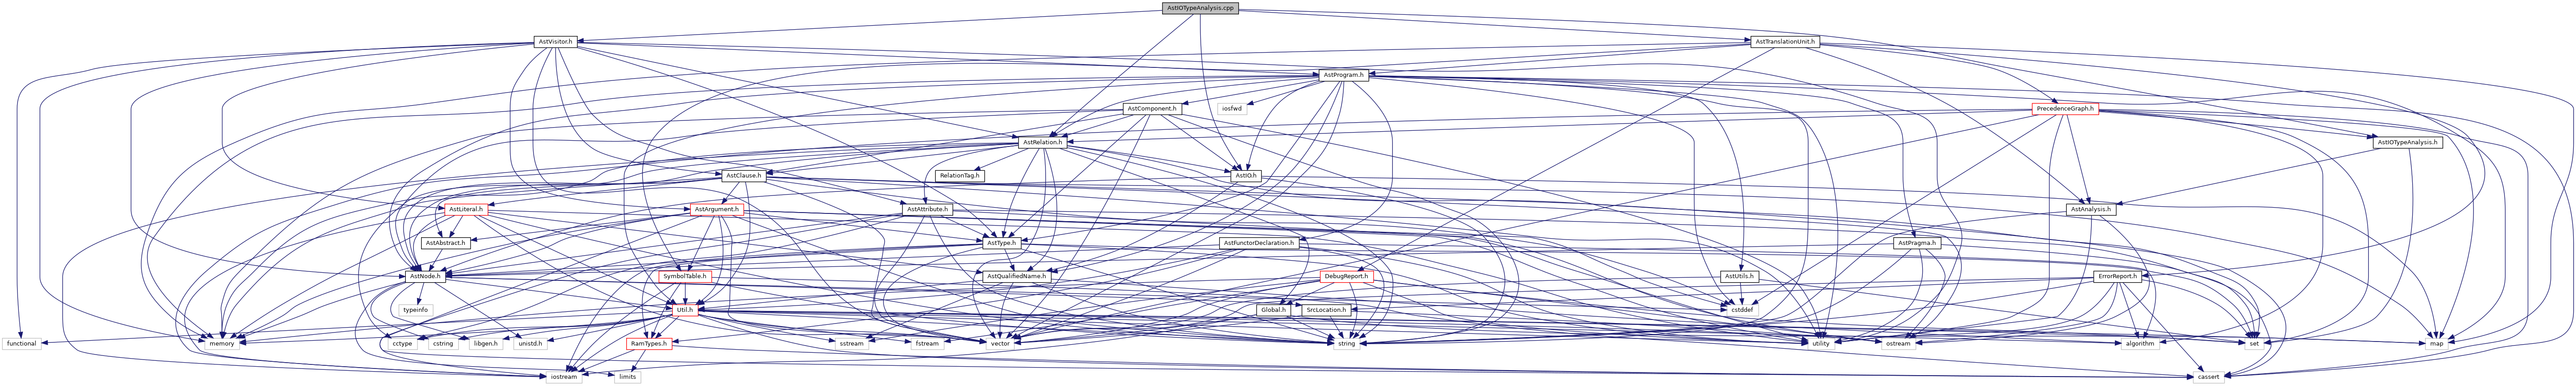 AstIOTypeAnalysis.cpp
AstVisitor.h
AstTranslationUnit.h
AstProgram.h
AstComponent.h
iosfwd
PrecedenceGraph.h
AstRelation.h
AstIOTypeAnalysis.h
AstClause.h
RelationTag.h
AstIO.h
AstLiteral.h
AstArgument.h
AstAttribute.h
AstAnalysis.h
AstAbstract.h
AstType.h
AstFunctorDeclaration.h
AstPragma.h
AstNode.h
SymbolTable.h
AstQualifiedName.h
DebugReport.h
AstUtils.h
ErrorReport.h
typeinfo
Util.h
Global.h
SrcLocation.h
cstddef
functional
memory
cctype
cstring
libgen.h
unistd.h
RamTypes.h
sstream
fstream
vector
string
utility
ostream
algorithm
set
map
iostream
limits
cassert